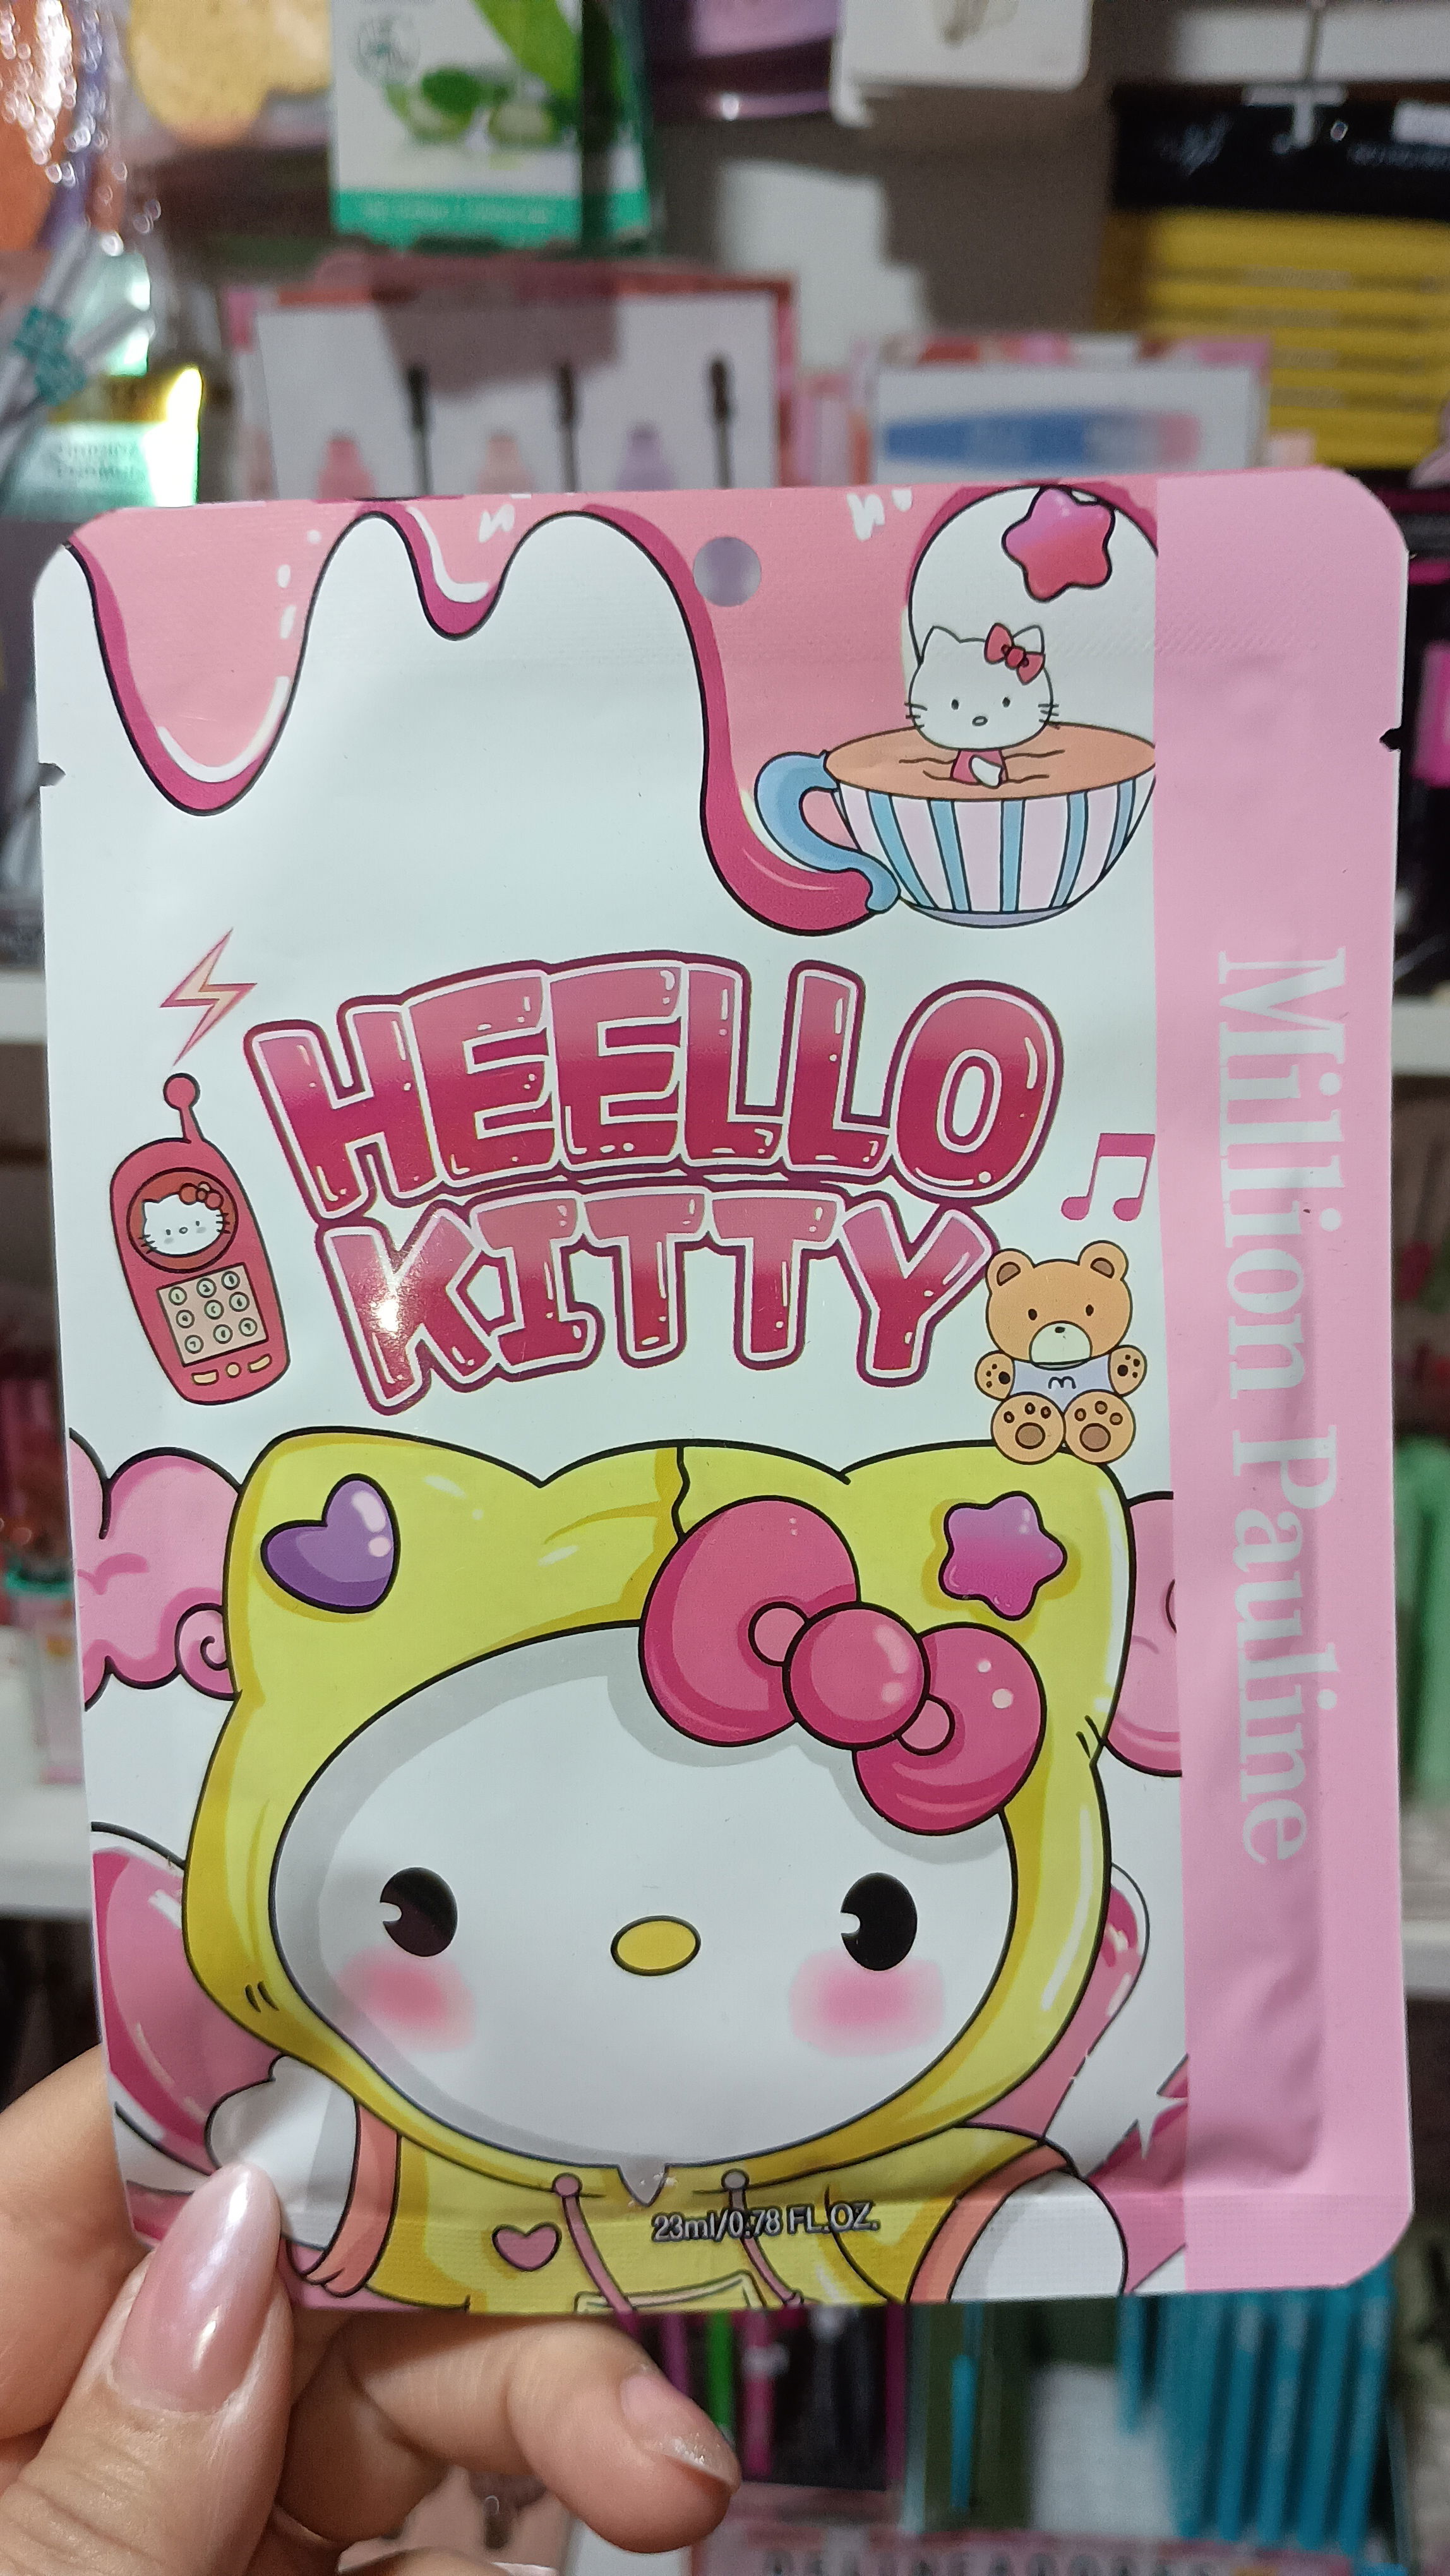 HEELLO
KITTY
Million Pauline
23ml/0.78 FL.OZ.